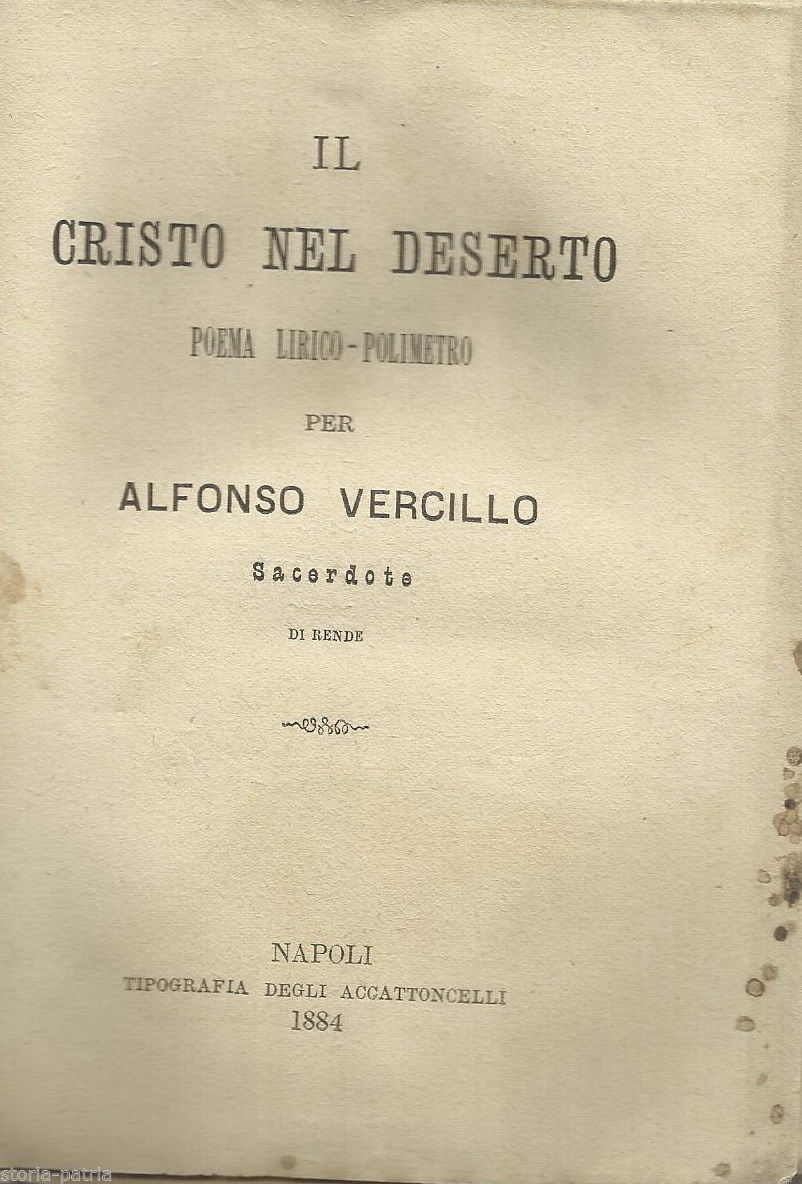 IL
CRISTO NEL DESERTO
POEMA LIRICO-POLIMETRO
PER
ALFONSO VERCILLO
Sacerdote
DI RENDE
NAPOLI
TIPOGRAFIA DEGLI ACCATTONCELLI
1884
storia-patria